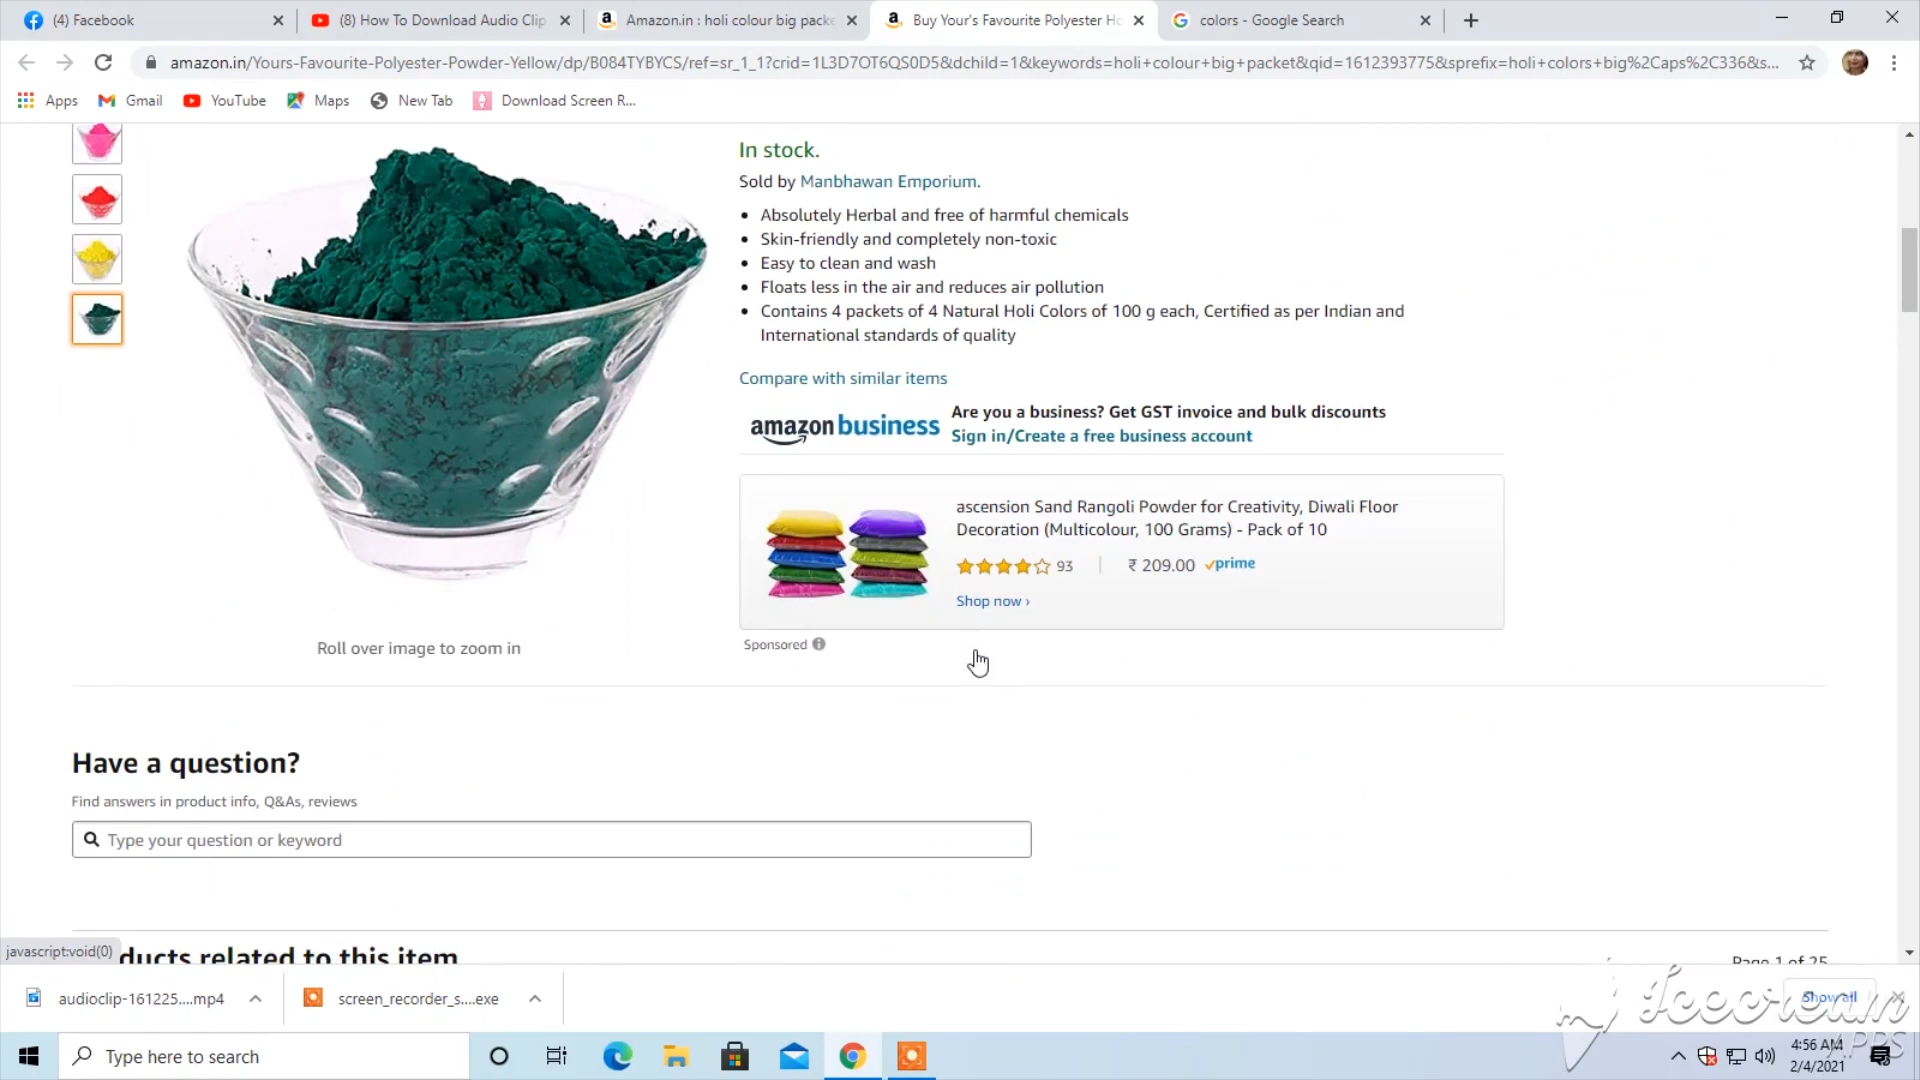 (4) Facebook
(8) How To Download Audio Clip
Amazon.in : holi colour big packe
Buy Your's Favourite Polyester Ho
colors - Google Search
amazon.in/Yours-Favourite-Polyester-Powder-Yellow/dp/B084TYBYCS/ref=sr_1_1?crid=1L3D7OT6QS0D5&dchild=1&keywords=holi+colour+big+packet&qid=1612393775&sprefix=holi+colors+big%2Caps%2C336&s...
Apps
Gmail
YouTube
Maps
New Tab
Download Screen R...
In stock.
Sold by Manbhawan Emporium.
• Absolutely Herbal and free of harmful chemicals
• Skin-friendly and completely non-toxic
• Easy to clean and wash
• Floats less in the air and reduces air pollution
• Contains 4 packets of 4 Natural Holi Colors of 100 g each, Certified as per Indian and
International standards of quality
Compare with similar items
amazon business
Are you a business? Get GST invoice and bulk discounts
Sign in/Create a free business account
ascension Sand Rangoli Powder for Creativity, Diwali Floor
Decoration (Multicolour, 100 Grams) - Pack of 10
93 | ₹ 209.00 prime
Shop now ›
Sponsored
Roll over image to zoom in
Have a question?
Find answers in product info, Q&As, reviews
Type your question or keyword
javascript:void(0)
ducts related to this item
Page 1 of 25
audioclip-161225....mp4
screen_recorder_s....exe
Show all
Icecream
APPS
Type here to search
4:56 AM
2/4/2021